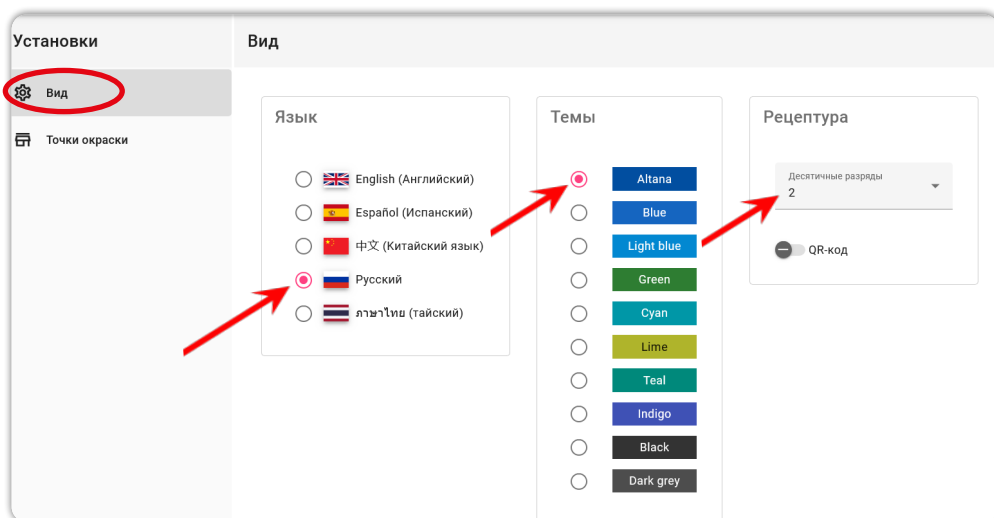 Установки
Вид
Вид
Точки окраски
Язык
English (Английский)
Español (Испанский)
中文 (Китайский язык)
Русский
ภาษาไทย (тайский)
Темы
Altana
Blue
Light blue
Green
Cyan
Lime
Teal
Indigo
Black
Dark grey
Рецептура
Десятичные разряды
2
QR-код